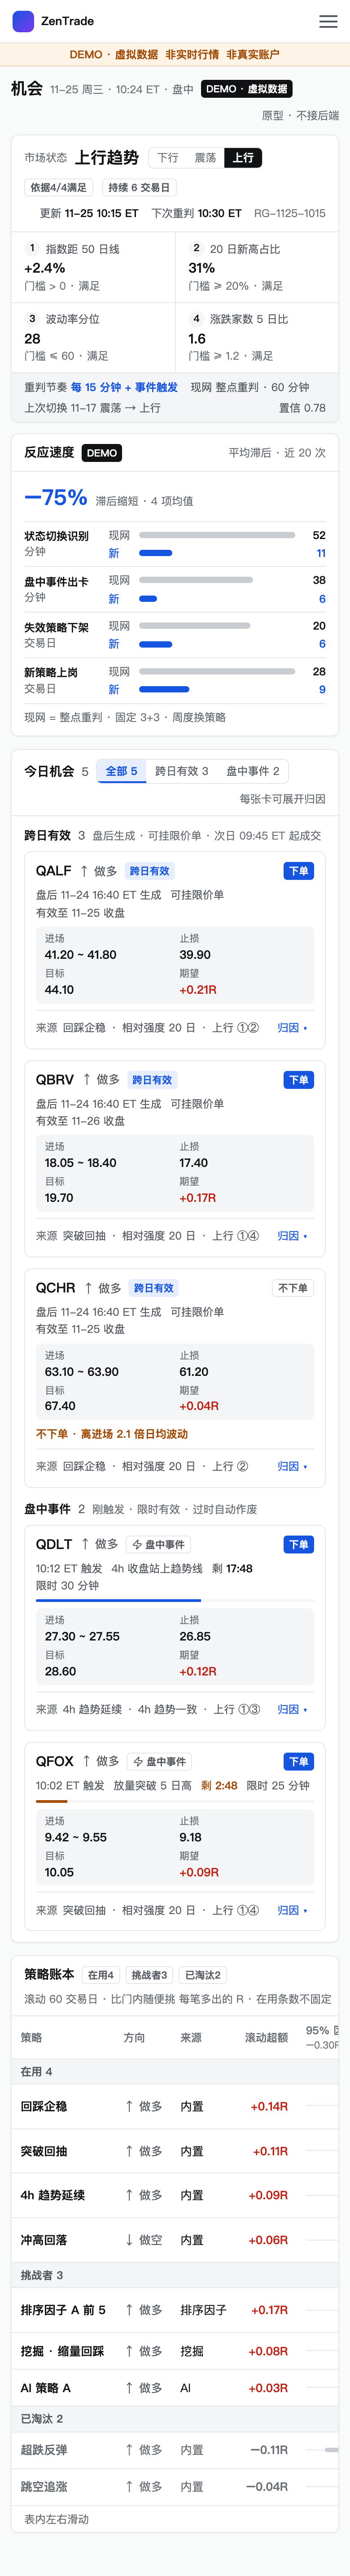 ZenTrade
DEMO · 虚拟数据 非实时行情 非真实账户
机会 11-25 周三 · 10:24 ET · 盘中 DEMO · 虚拟数据
原型 · 不接后端
市场状态 上行趋势 下行 震荡 上行
依据4/4满足 持续 6 交易日
更新 11-25 10:15 ET 下次重判 10:30 ET RG-1125-1015
1 指数距 50 日线
+2.4%
门槛 > 0 · 满足
2 20 日新高占比
31%
门槛 ≥ 20% · 满足
3 波动率分位
28
门槛 ≤ 60 · 满足
4 涨跌家数 5 日比
1.6
门槛 ≥ 1.2 · 满足
重判节奏 每 15 分钟 + 事件触发 现网 整点重判 · 60 分钟
上次切换 11-17 震荡 → 上行 置信 0.78
反应速度 DEMO 平均滞后 · 近 20 次
−75% 滞后缩短 · 4 项均值
状态切换识别 现网 52
分钟 新 11
盘中事件出卡 现网 38
分钟 新 6
失效策略下架 现网 20
交易日 新 6
新策略上岗 现网 28
交易日 新 9
现网 = 整点重判 · 固定 3+3 · 周度换策略
今日机会 5 全部 5 跨日有效 3 盘中事件 2
每张卡可展开归因
跨日有效 3 盘后生成 · 可挂限价单 · 次日 09:45 ET 起成交
QALF ↑ 做多 跨日有效 下单
盘后 11-24 16:40 ET 生成 可挂限价单
有效至 11-25 收盘
进场 止损
41.20 ~ 41.80 39.90
目标 期望
44.10 +0.21R
来源 回踩企稳 · 相对强度 20 日 · 上行 ①② 归因 ▾
QBRV ↑ 做多 跨日有效 下单
盘后 11-24 16:40 ET 生成 可挂限价单
有效至 11-26 收盘
进场 止损
18.05 ~ 18.40 17.40
目标 期望
19.70 +0.17R
来源 突破回抽 · 相对强度 20 日 · 上行 ①④ 归因 ▾
QCHR ↑ 做多 跨日有效 不下单
盘后 11-24 16:40 ET 生成 可挂限价单
有效至 11-25 收盘
进场 止损
63.10 ~ 63.90 61.20
目标 期望
67.40 +0.04R
不下单 · 离进场 2.1 倍日均波动
来源 回踩企稳 · 相对强度 20 日 · 上行 ② 归因 ▾
盘中事件 2 刚触发 · 限时有效 · 过时自动作废
QDLT ↑ 做多 盘中事件 下单
10:12 ET 触发 4h 收盘站上趋势线 剩 17:48
限时 30 分钟
进场 止损
27.30 ~ 27.55 26.85
目标 期望
28.60 +0.12R
来源 4h 趋势延续 · 4h 趋势一致 · 上行 ①③ 归因 ▾
QFOX ↑ 做多 盘中事件 下单
10:02 ET 触发 放量突破 5 日高 剩 2:48 限时 25 分钟
进场 止损
9.42 ~ 9.55 9.18
目标 期望
10.05 +0.09R
来源 突破回抽 · 相对强度 20 日 · 上行 ①④ 归因 ▾
策略账本 在用4 挑战者3 已淘汰2
滚动 60 交易日 · 比门内随便挑 每笔多出的 R · 在用条数不固定
策略 方向 来源 滚动超额 95%
−0.30R
在用 4
回踩企稳 ↑ 做多 内置 +0.14R
突破回抽 ↑ 做多 内置 +0.11R
4h 趋势延续 ↑ 做多 内置 +0.09R
冲高回落 ↓ 做空 内置 +0.06R
挑战者 3
排序因子 A 前 5 ↑ 做多 排序因子 +0.17R
挖掘 · 缩量回踩 ↑ 做多 挖掘 +0.08R
AI 策略 A ↑ 做多 AI +0.03R
已淘汰 2
超跌反弹 ↑ 做多 内置 −0.11R
跳空追涨 ↑ 做多 内置 −0.04R
表内左右滑动